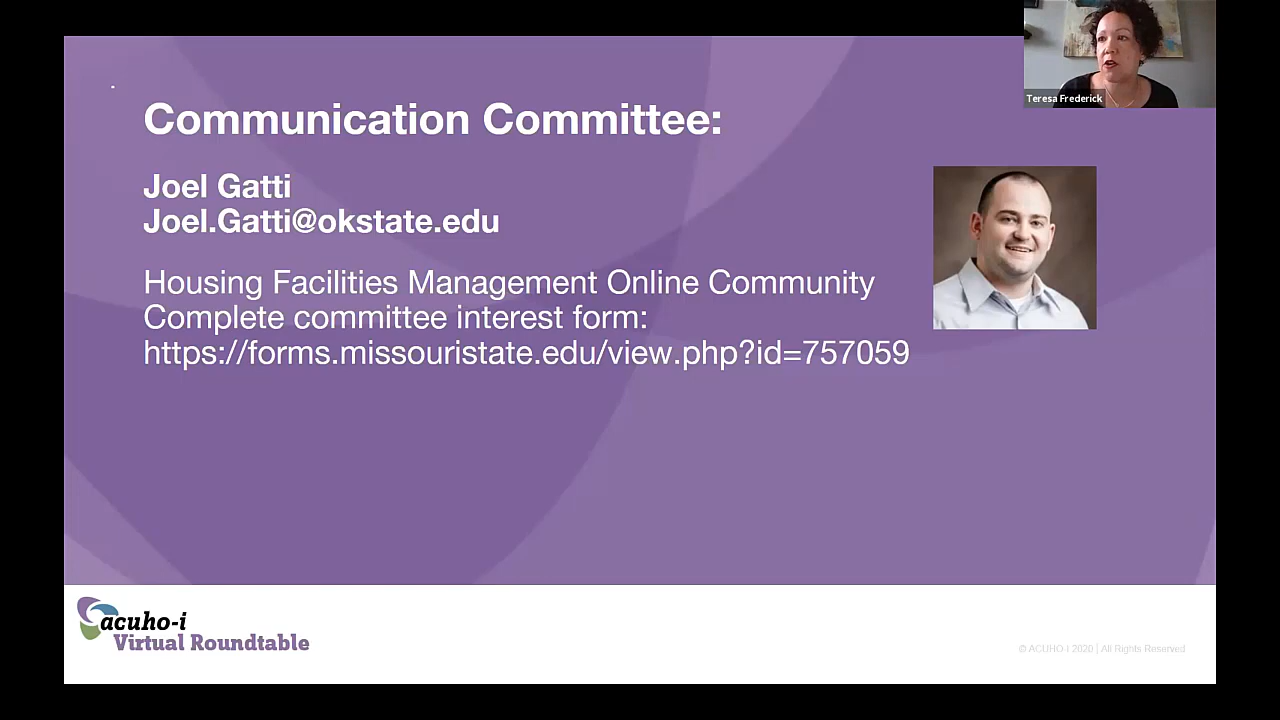 Teresa Frederick
Communication Committee:
Joel Gatti
Joel.Gatti@okstate.edu
Housing Facilities Management Online Community
Complete committee interest form:
https://forms.missouristate.edu/view.php?id=757059
acuho-i
Virtual Roundtable
© ACUHO-I 2020 | All Rights Reserved